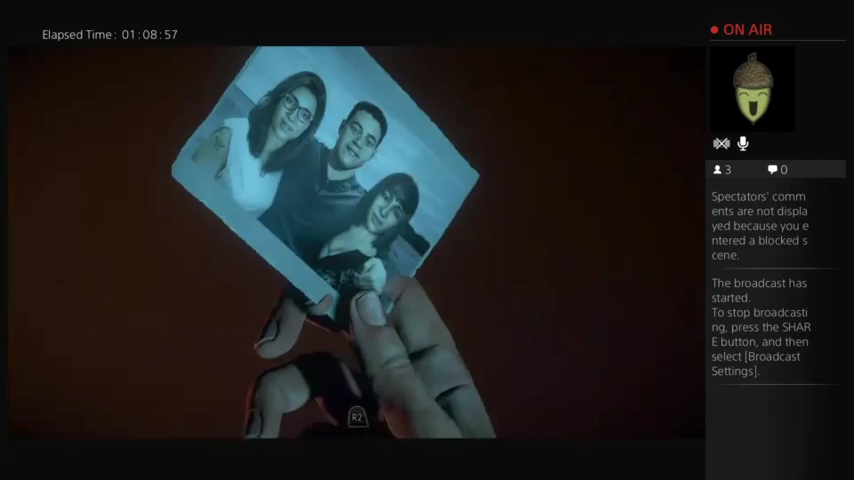 Elapsed Time: 01:08:57
ON AIR
3
0
Spectators' comm
ents are not displa
yed because you e
ntered a blocked s
cene.
The broadcast has
started.
To stop broadcasti
ng, press the SHAR
E button, and then
select [Broadcast
Settings].
R2